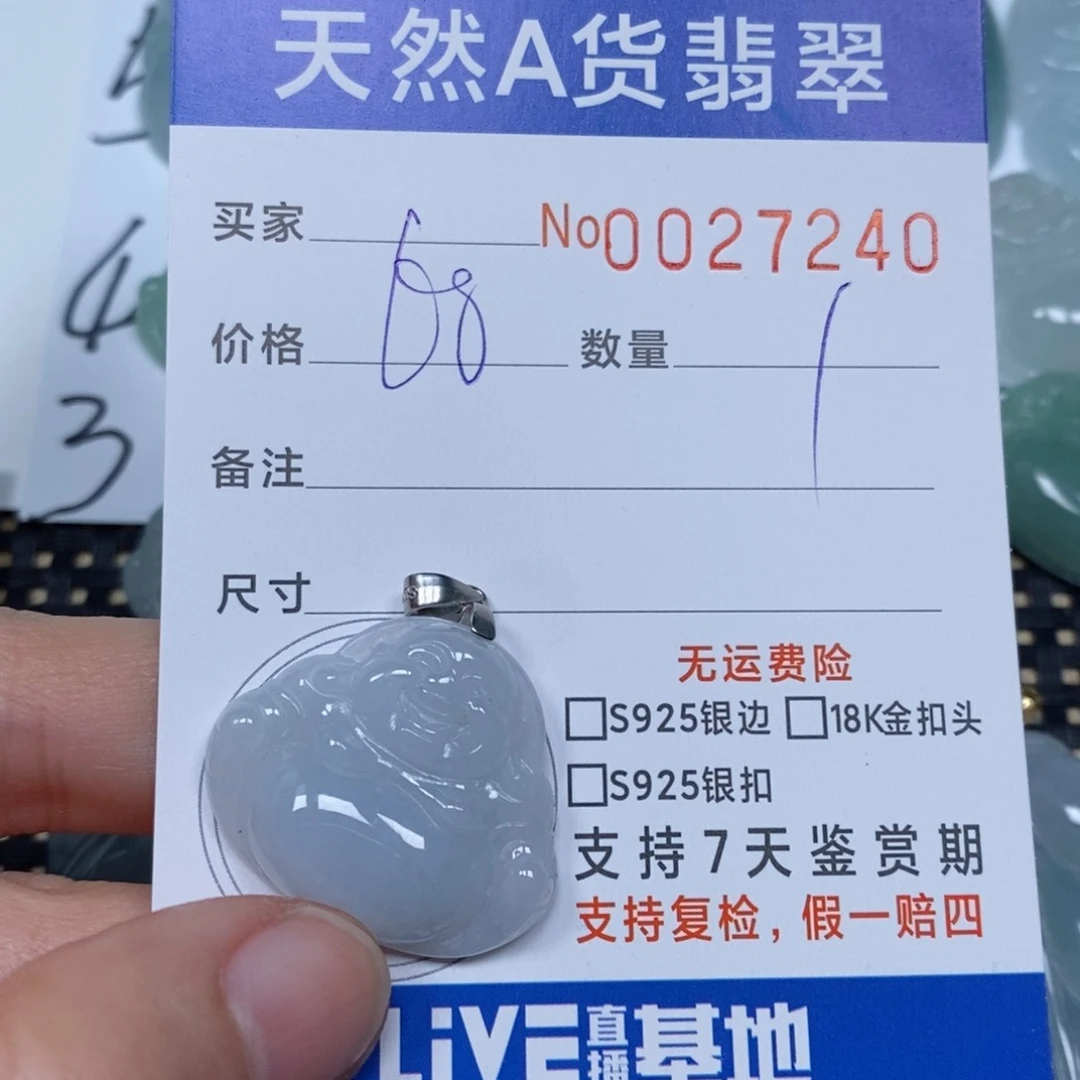 天然A货翡翠
买家 No0027240
价格 68 数量 1
备注
尺寸
无运费险
□S925银边 □18K金扣头
□S925银扣
支持7天鉴赏期
支持复检，假一赔四
LiVE直播基地
4
3